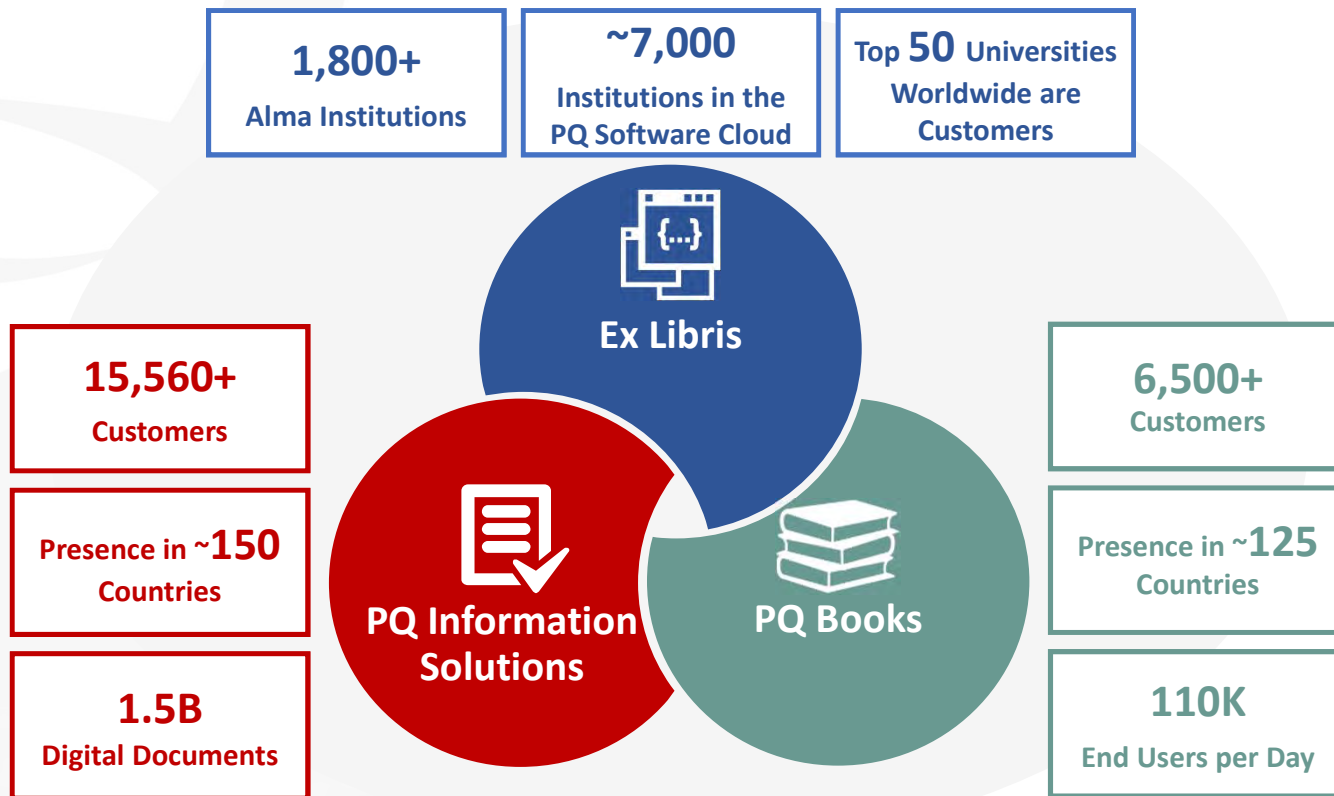 1,800+
Alma Institutions
~7,000
Institutions in the
PQ Software Cloud
Top 50 Universities
Worldwide are
Customers
{...}
Ex Libris
15,560+
Customers
Presence in ~150
Countries
1.5B
Digital Documents
PQ Information
Solutions
PQ Books
6,500+
Customers
Presence in ~125
Countries
110K
End Users per Day